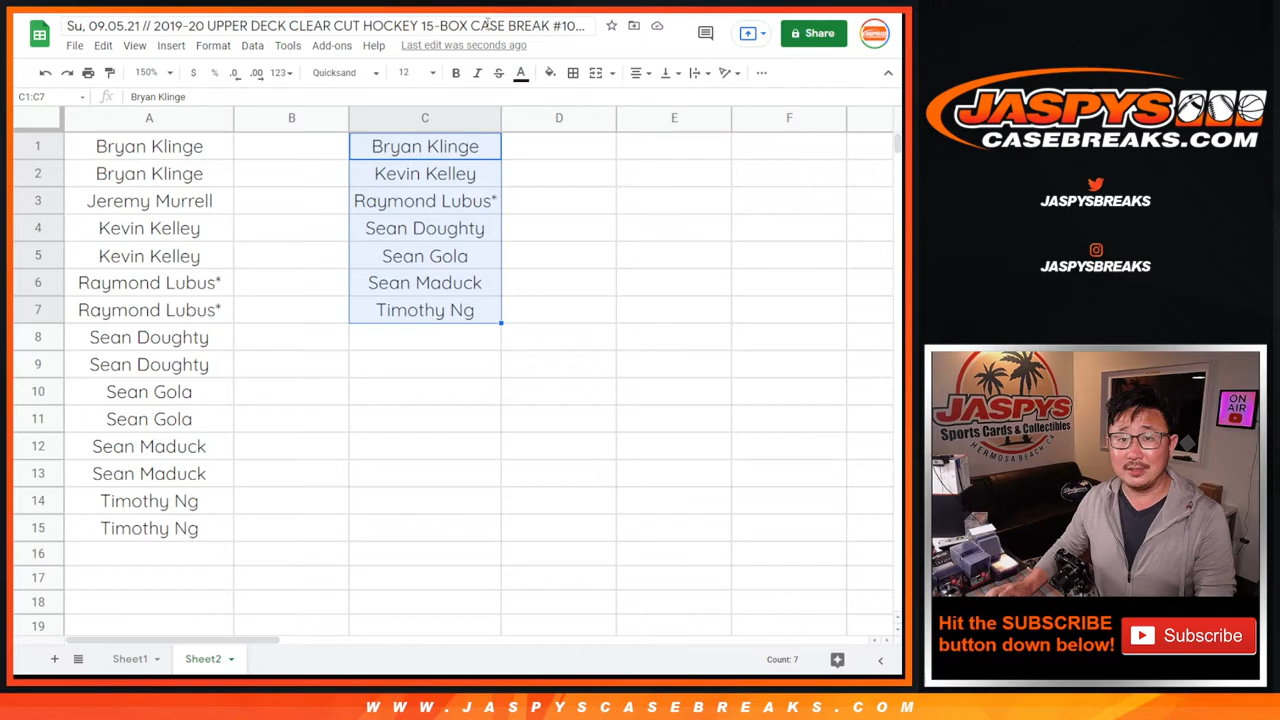 Su, 09.05.21 // 2019-20 UPPER DECK CLEAR CUT HOCKEY 15-BOX CASE BREAK #10...
File Edit View Insert Format Data Tools Add-ons Help Last edit was seconds ago
Share
150% $ % .0 .00 123 Quicksand 12 B I S A
C1:C7 fx Bryan Klinge
A B C D E F
1 Bryan Klinge Bryan Klinge
2 Bryan Klinge Kevin Kelley
3 Jeremy Murrell Raymond Lubus*
4 Kevin Kelley Sean Doughty
5 Kevin Kelley Sean Gola
6 Raymond Lubus* Sean Maduck
7 Raymond Lubus* Timothy Ng
8 Sean Doughty
9 Sean Doughty
10 Sean Gola
11 Sean Gola
12 Sean Maduck
13 Sean Maduck
14 Timothy Ng
15 Timothy Ng
16
17
18
19
Sheet1 Sheet2 Count: 7
JASPYS
CASEBREAKS.COM
JASPYSBREAKS
JASPYSBREAKS
JASPYS
Sports Cards & Collectibles
HERMOSA BEACH, CA
ON AIR
Hit the SUBSCRIBE
button down below!
Subscribe
WWW.JASPYSCASEBREAKS.COM